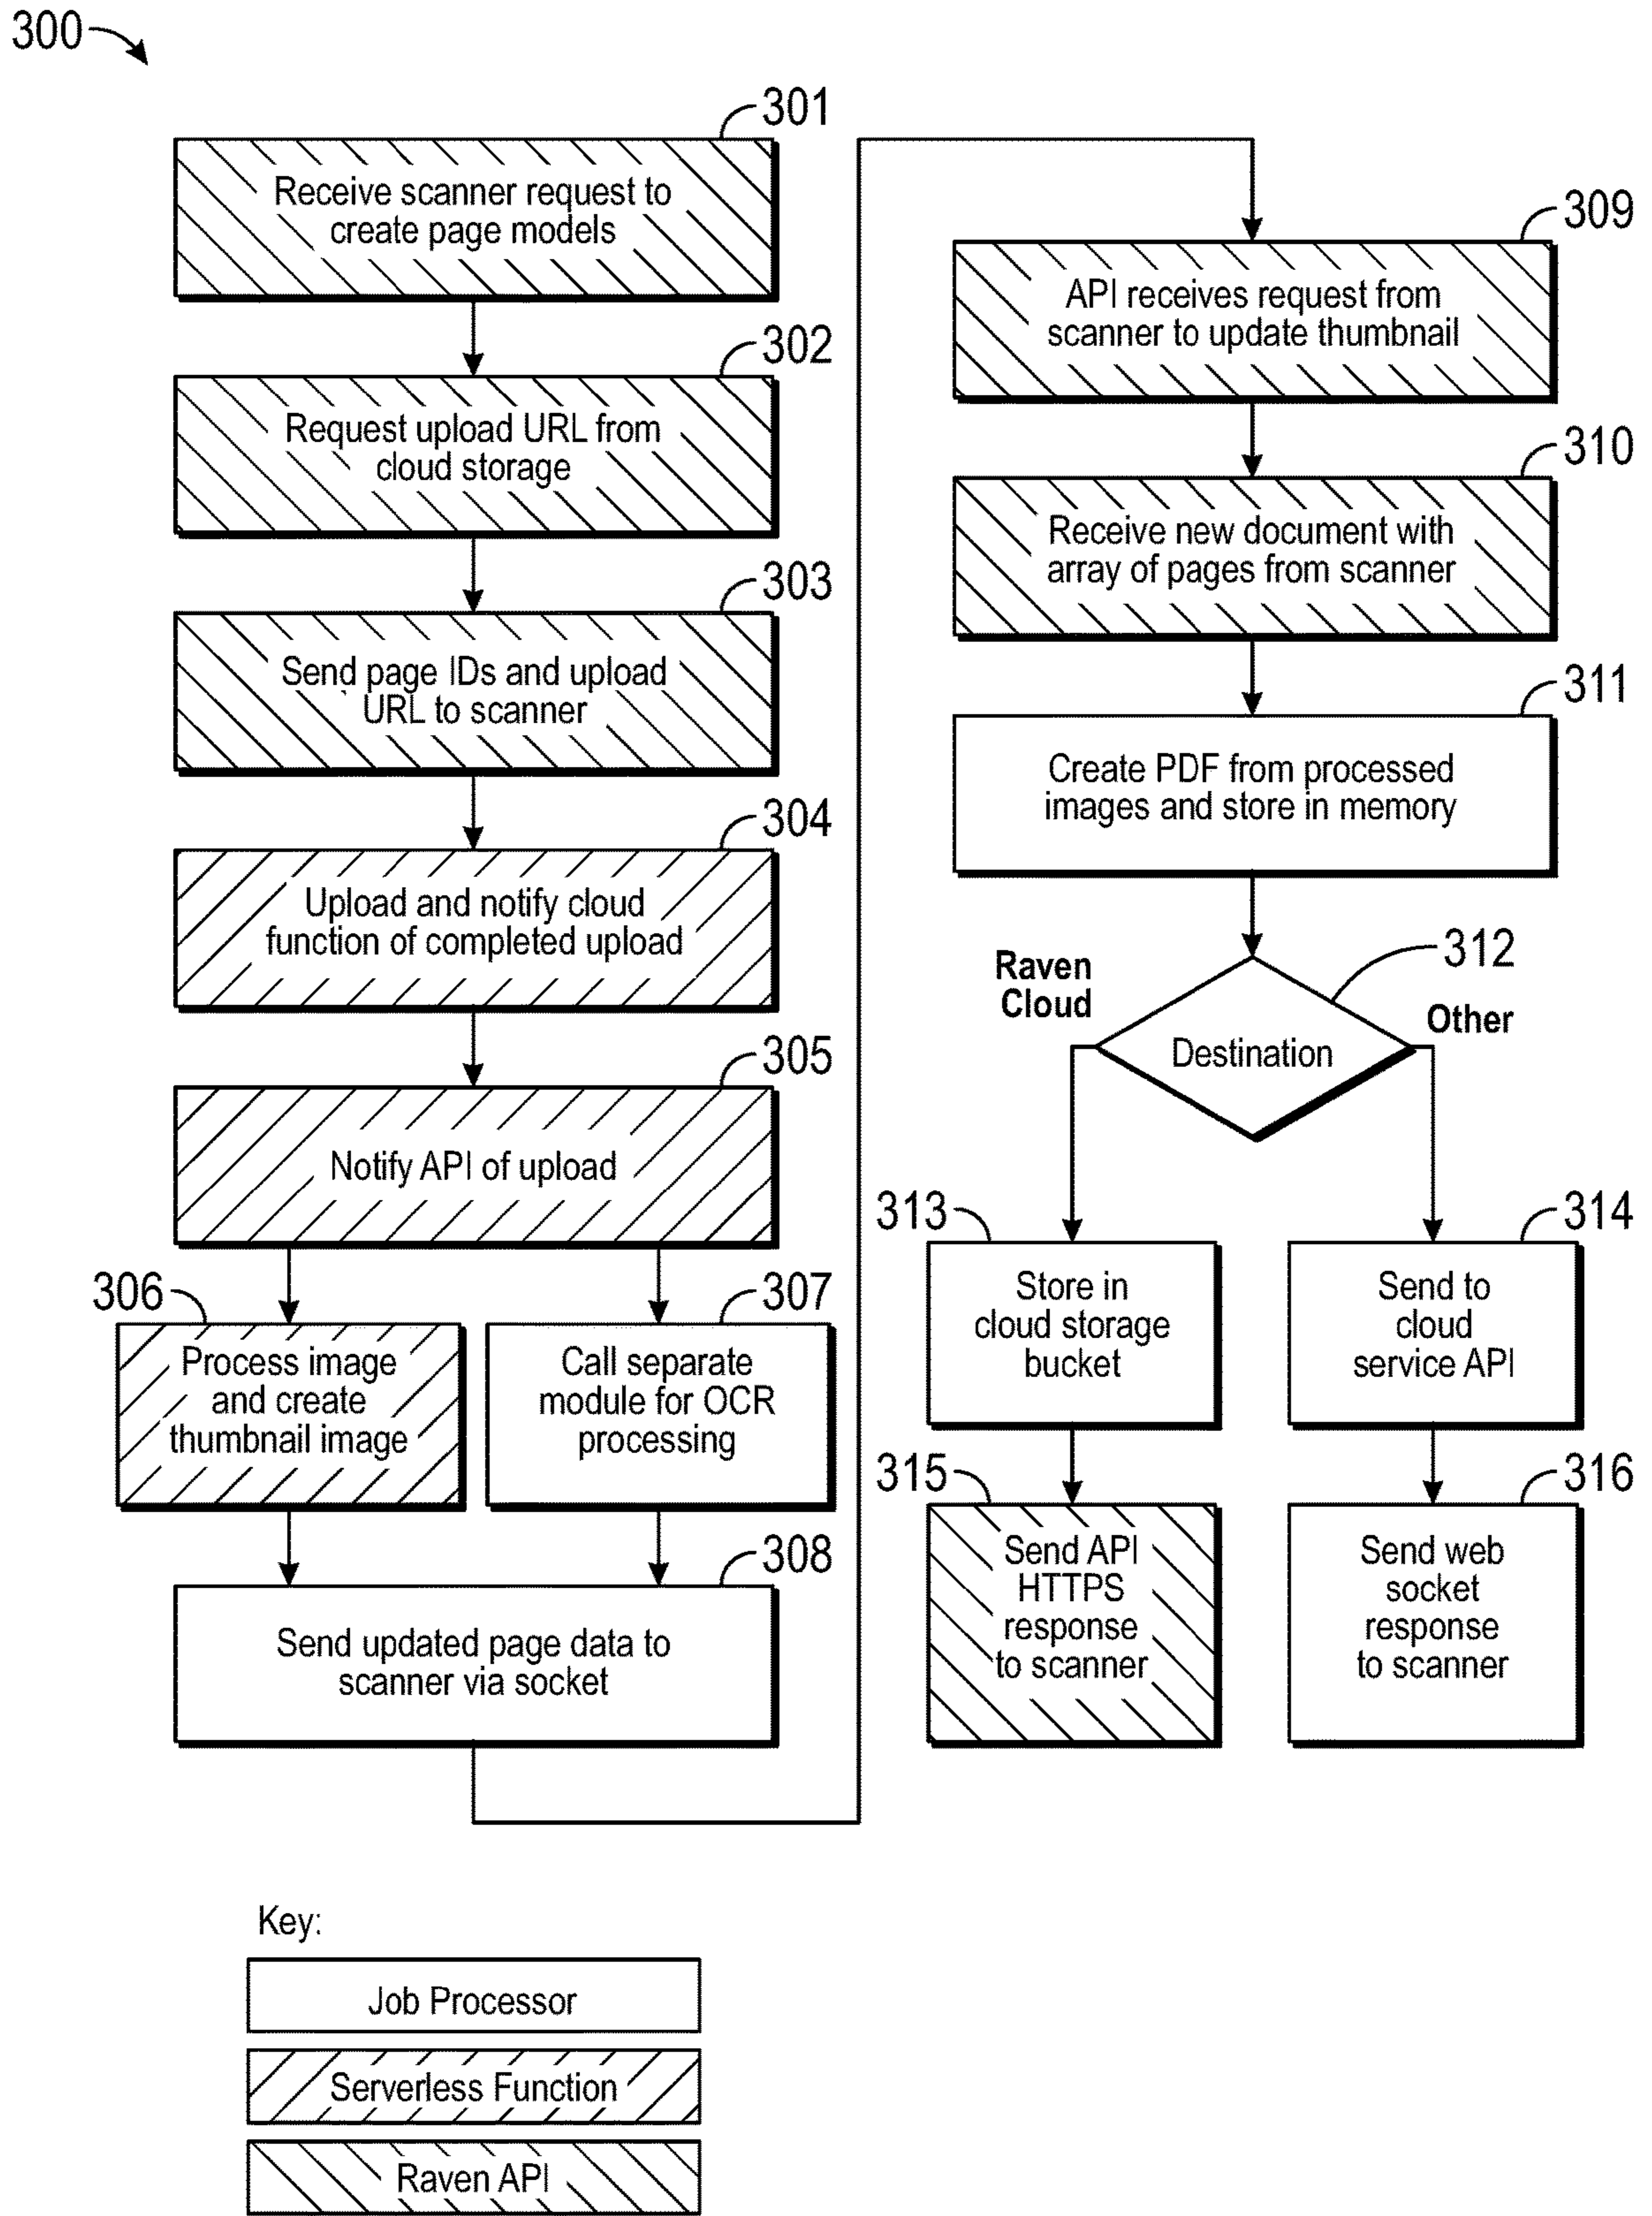 300
301
Receive scanner request to
create page models
302
Request upload URL from
cloud storage
303
Send page IDs and upload
URL to scanner
304
Upload and notify cloud
function of completed upload
305
Notify API of upload
306
Process image
and create
thumbnail image
307
Call separate
module for OCR
processing
308
Send updated page data to
scanner via socket
309
API receives request from
scanner to update thumbnail
310
Receive new document with
array of pages from scanner
311
Create PDF from processed
images and store in memory
312
Raven
Cloud
Destination
Other
313
Store in
cloud storage
bucket
314
Send to
cloud
service API
315
Send API
HTTPS
response
to scanner
316
Send web
socket
response
to scanner
Key:
Job Processor
Serverless Function
Raven API